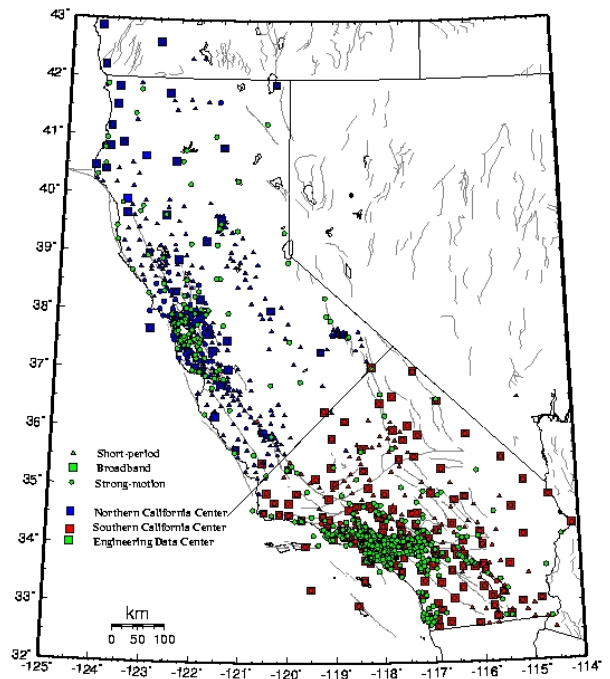 43°
42°
41°
40°
39°
38°
37°
36°
Short-period
Broadband
35°
Strong-motion
Northern California Center
Southern California Center
34°
Engineering Data Center
33°
km
0 50 100
32°
-125° -124° -123° -122° -121° -120° -119° -118° -117° -116° -115° -114°